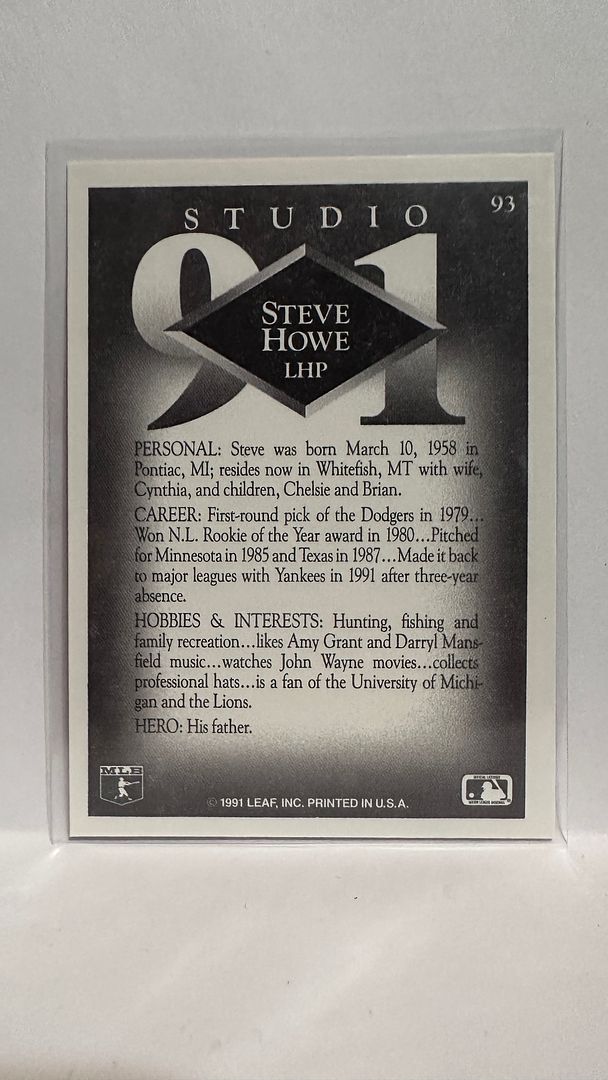 93
STUDIO
91
STEVE
HOWE
LHP
PERSONAL: Steve was born March 10, 1958 in
Pontiac, MI; resides now in Whitefish, MT with wife,
Cynthia, and children, Chelsie and Brian.
CAREER: First-round pick of the Dodgers in 1979...
Won N.L. Rookie of the Year award in 1980...Pitched
for Minnesota in 1985 and Texas in 1987...Made it back
to major leagues with Yankees in 1991 after three-year
absence.
HOBBIES & INTERESTS: Hunting, fishing and
family recreation...likes Amy Grant and Darryl Mans-
field music...watches John Wayne movies...collects
professional hats...is a fan of the University of Michi-
gan and the Lions.
HERO: His father.
MLB
© 1991 LEAF, INC. PRINTED IN U.S.A.
OFFICIAL LICENSEE
MAJOR LEAGUE BASEBALL